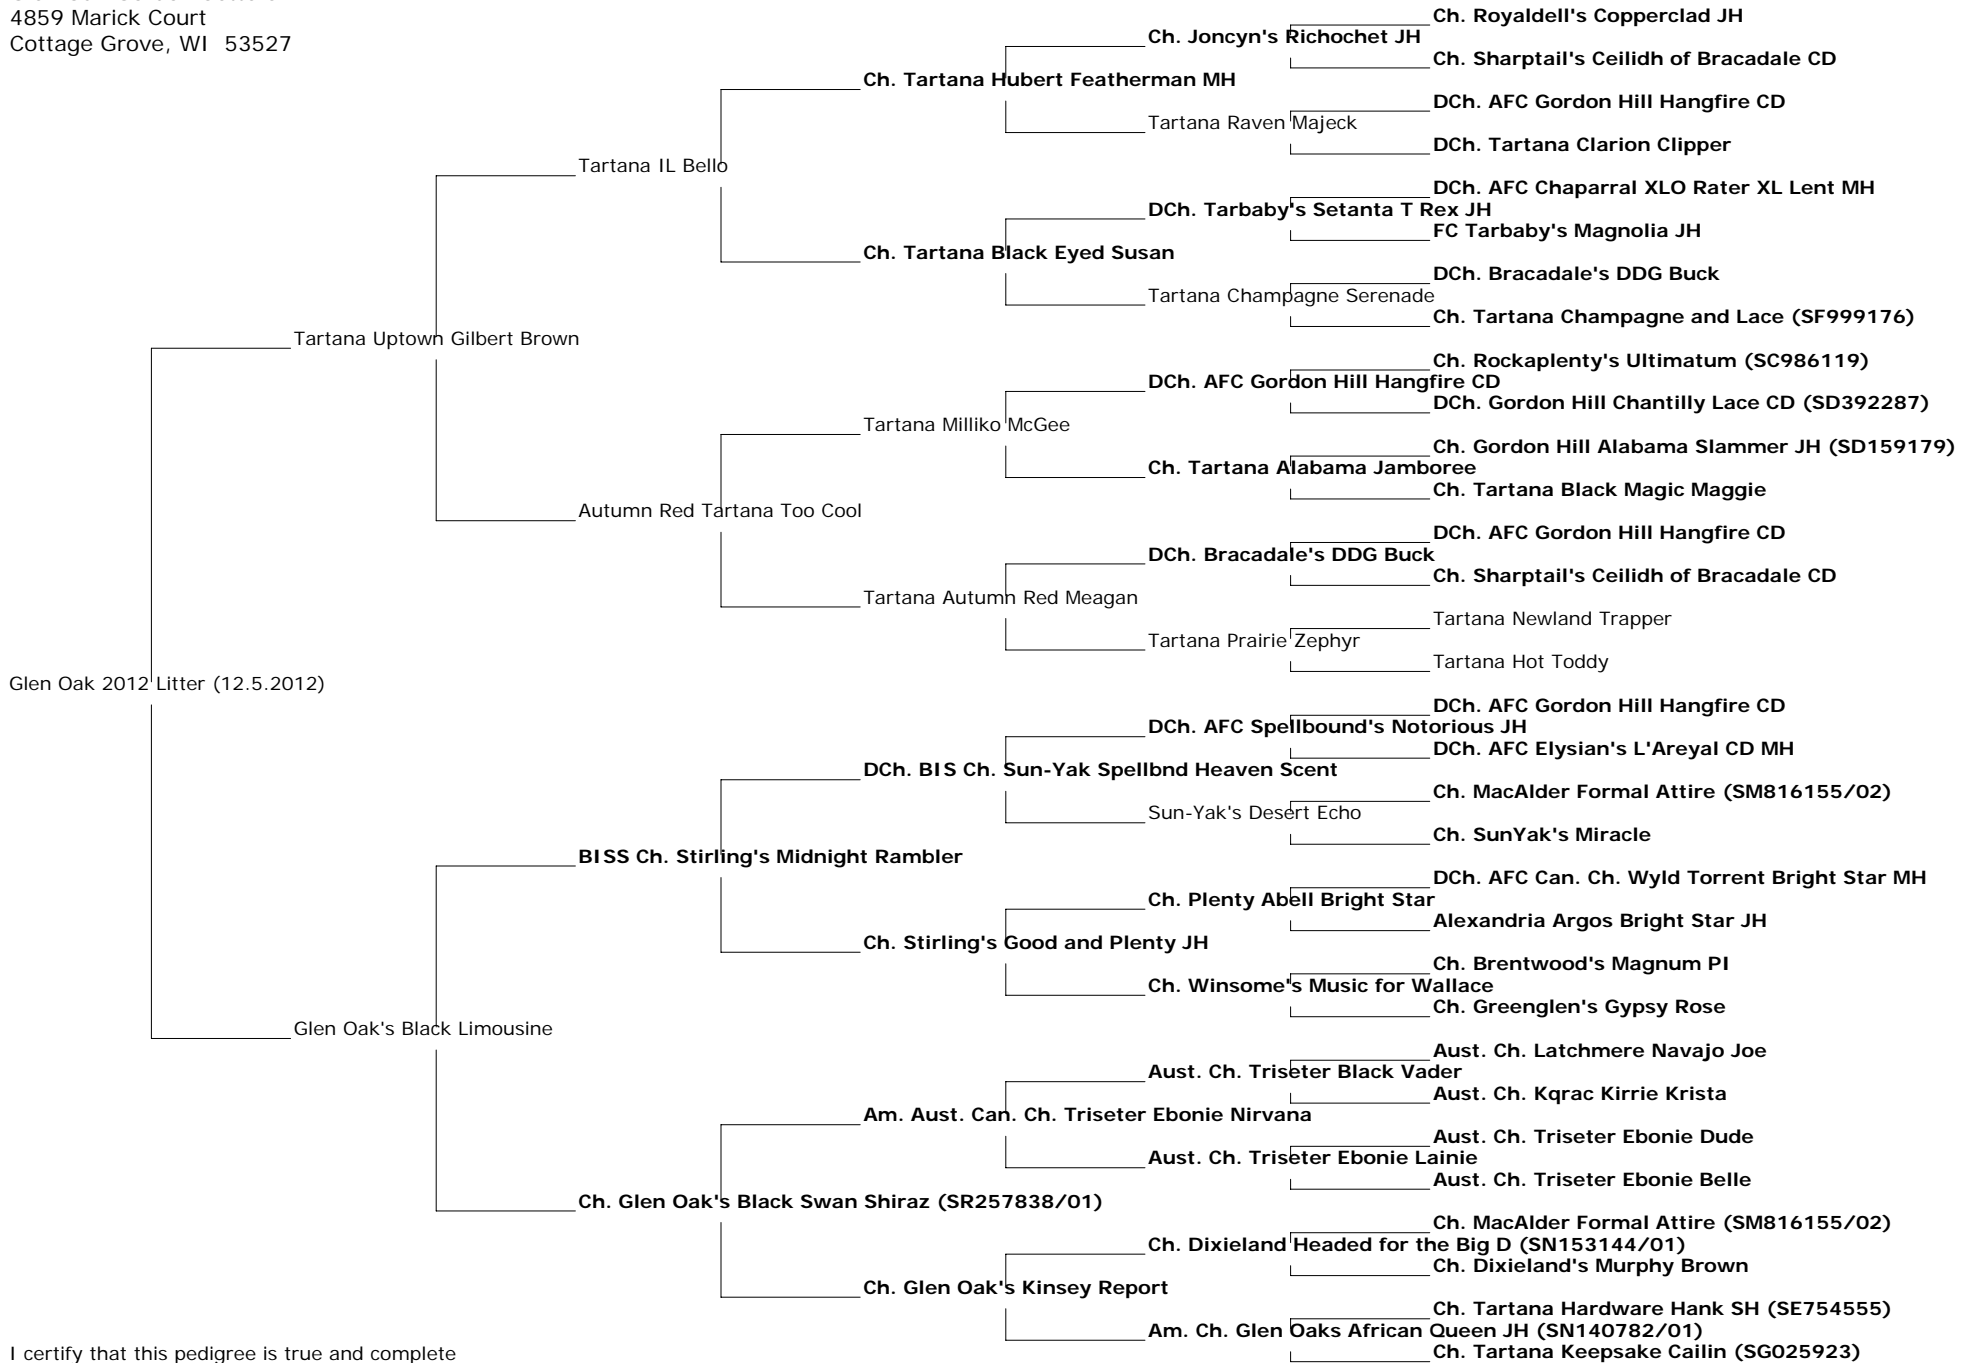 4859 Marick Court
Cottage Grove, WI  53527
Ch. Royaldell's Copperclad JH
Ch. Joncyn's Richochet JH
Ch. Sharptail's Ceilidh of Bracadale CD
Ch. Tartana Hubert Featherman MH
DCh. AFC Gordon Hill Hangfire CD
Tartana Raven Majeck
DCh. Tartana Clarion Clipper
Tartana IL Bello
DCh. AFC Chaparral XLO Rater XL Lent MH
DCh. Tarbaby's Setanta T Rex JH
FC Tarbaby's Magnolia JH
Ch. Tartana Black Eyed Susan
DCh. Bracadale's DDG Buck
Tartana Champagne Serenade
Ch. Tartana Champagne and Lace (SF999176)
Tartana Uptown Gilbert Brown
Ch. Rockaplenty's Ultimatum (SC986119)
DCh. AFC Gordon Hill Hangfire CD
DCh. Gordon Hill Chantilly Lace CD (SD392287)
Tartana Milliko McGee
Ch. Gordon Hill Alabama Slammer JH (SD159179)
Ch. Tartana Alabama Jamboree
Ch. Tartana Black Magic Maggie
Autumn Red Tartana Too Cool
DCh. AFC Gordon Hill Hangfire CD
DCh. Bracadale's DDG Buck
Ch. Sharptail's Ceilidh of Bracadale CD
Tartana Autumn Red Meagan
Tartana Newland Trapper
Tartana Prairie Zephyr
Tartana Hot Toddy
Glen Oak 2012 Litter (12.5.2012)
DCh. AFC Gordon Hill Hangfire CD
DCh. AFC Spellbound's Notorious JH
DCh. AFC Elysian's L'Areyal CD MH
DCh. BIS Ch. Sun-Yak Spellbnd Heaven Scent
Ch. MacAlder Formal Attire (SM816155/02)
Sun-Yak's Desert Echo
Ch. SunYak's Miracle
BISS Ch. Stirling's Midnight Rambler
DCh. AFC Can. Ch. Wyld Torrent Bright Star MH
Ch. Plenty Abell Bright Star
Alexandria Argos Bright Star JH
Ch. Stirling's Good and Plenty JH
Ch. Brentwood's Magnum PI
Ch. Winsome's Music for Wallace
Ch. Greenglen's Gypsy Rose
Glen Oak's Black Limousine
Aust. Ch. Latchmere Navajo Joe
Aust. Ch. Triseter Black Vader
Aust. Ch. Kqrac Kirrie Krista
Am. Aust. Can. Ch. Triseter Ebonie Nirvana
Aust. Ch. Triseter Ebonie Dude
Aust. Ch. Triseter Ebonie Lainie
Aust. Ch. Triseter Ebonie Belle
Ch. Glen Oak's Black Swan Shiraz (SR257838/01)
Ch. MacAlder Formal Attire (SM816155/02)
Ch. Dixieland Headed for the Big D (SN153144/01)
Ch. Dixieland's Murphy Brown
Ch. Glen Oak's Kinsey Report
Ch. Tartana Hardware Hank SH (SE754555)
Am. Ch. Glen Oaks African Queen JH (SN140782/01)
Ch. Tartana Keepsake Cailin (SG025923)
I certify that this pedigree is true and complete